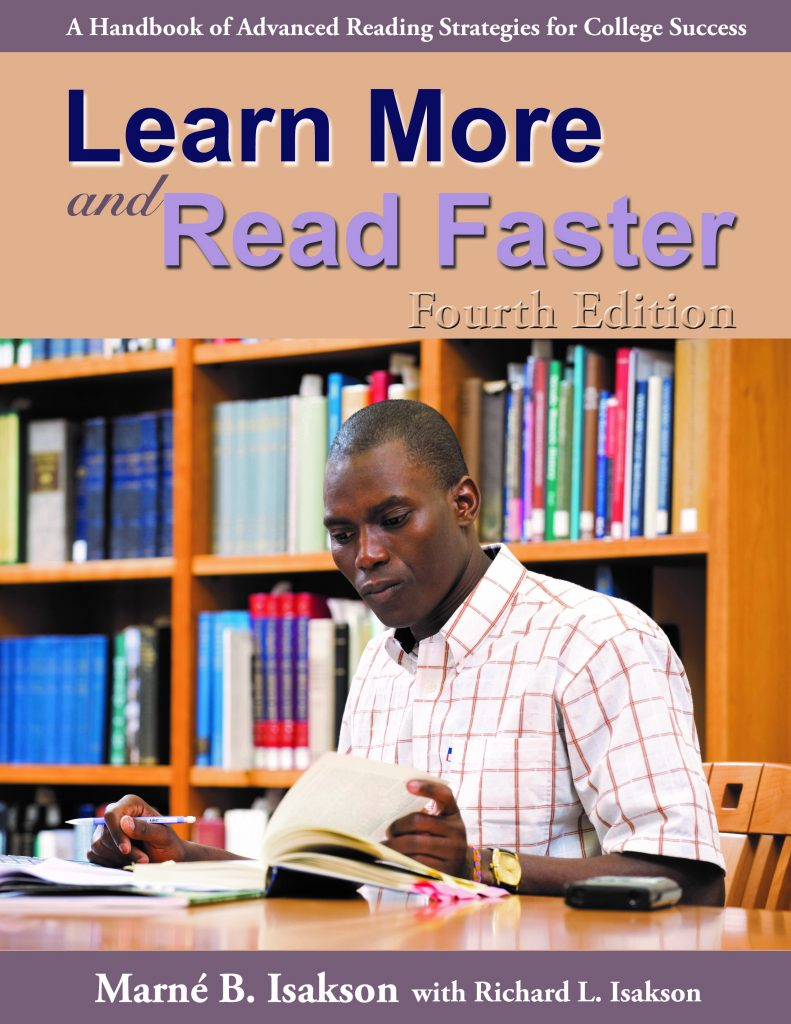 A Handbook of Advanced Reading Strategies for College Success
Learn More
and Read Faster
Fourth Edition
Marné B. Isakson with Richard L. Isakson